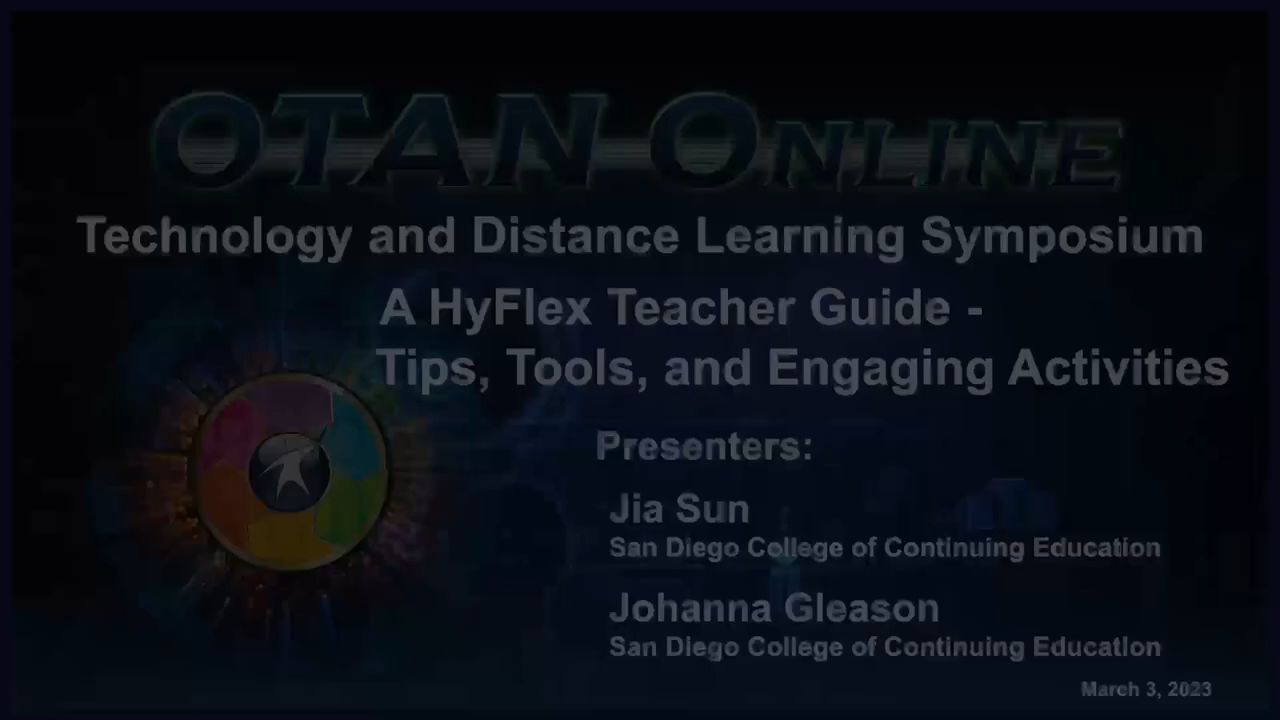 OTAN ONLINE
Technology and Distance Learning Symposium
A HyFlex Teacher Guide -
Tips, Tools, and Engaging Activities
Presenters:
Jia Sun
San Diego College of Continuing Education
Johanna Gleason
San Diego College of Continuing Education
March 3, 2023